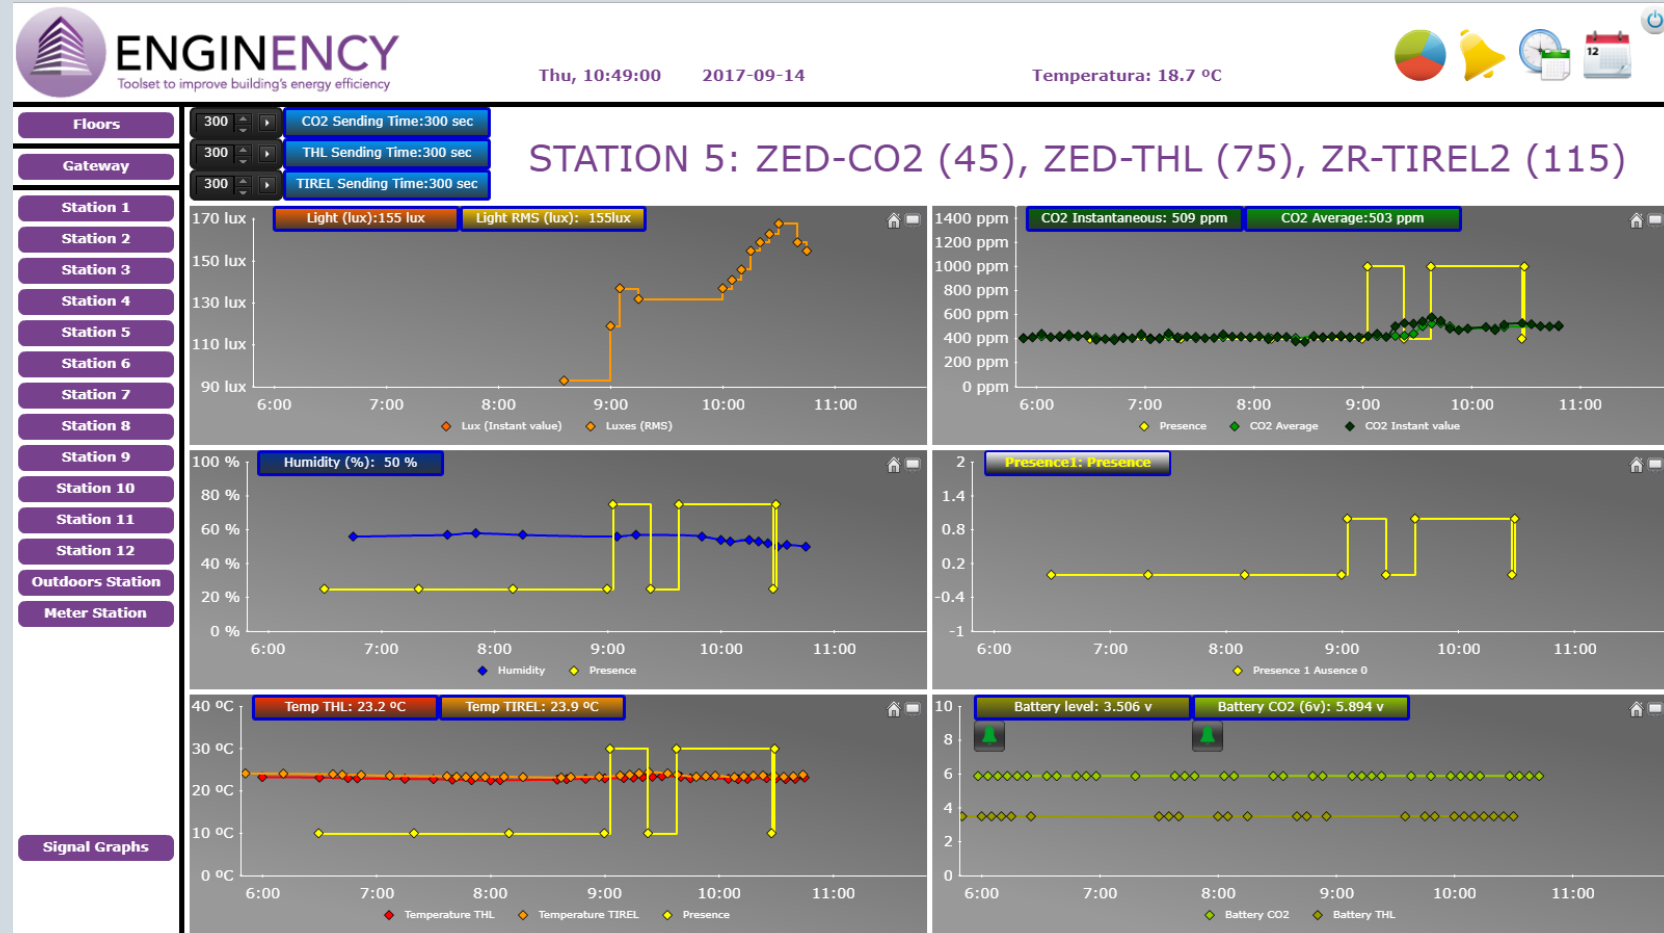 ENGINENCY
Toolset to improve building's energy efficiency
Thu, 10:49:00 2017-09-14 Temperatura: 18.7 ºC
12
Floors
Gateway
Station 1
Station 2
Station 3
Station 4
Station 5
Station 6
Station 7
Station 8
Station 9
Station 10
Station 11
Station 12
Outdoors Station
Meter Station
Signal Graphs
300 CO2 Sending Time:300 sec
300 THL Sending Time:300 sec
300 TIREL Sending Time:300 sec
STATION 5: ZED-CO2 (45), ZED-THL (75), ZR-TIREL2 (115)
Light (lux):155 lux Light RMS (lux): 155lux
170 lux
150 lux
130 lux
110 lux
90 lux
6:00 7:00 8:00 9:00 10:00 11:00
Lux (Instant value) Luxes (RMS)
CO2 Instantaneous: 509 ppm CO2 Average:503 ppm
1400 ppm
1200 ppm
1000 ppm
800 ppm
600 ppm
400 ppm
200 ppm
0 ppm
6:00 7:00 8:00 9:00 10:00 11:00
Presence CO2 Average CO2 Instant value
Humidity (%): 50 %
100 %
80 %
60 %
40 %
20 %
0 %
6:00 7:00 8:00 9:00 10:00 11:00
Humidity Presence
Presence1: Presence
2
1.4
0.8
0.2
-0.4
-1
6:00 7:00 8:00 9:00 10:00 11:00
Presence 1 Ausence 0
Temp THL: 23.2 ºC Temp TIREL: 23.9 ºC
40 ºC
30 ºC
20 ºC
10 ºC
0 ºC
6:00 7:00 8:00 9:00 10:00 11:00
Temperature THL Temperature TIREL Presence
Battery level: 3.506 v Battery CO2 (6v): 5.894 v
10
8
6
4
2
0
6:00 7:00 8:00 9:00 10:00 11:00
Battery CO2 Battery THL